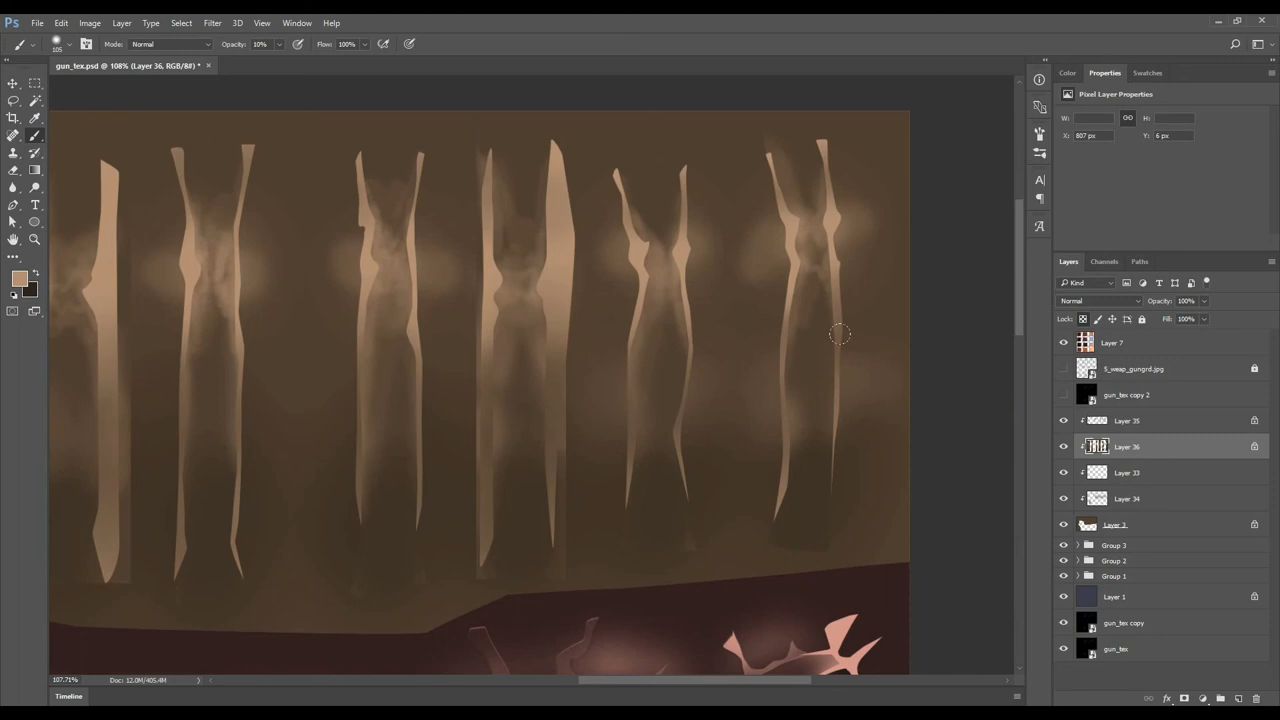 Ps File Edit Image Layer Type Select Filter 3D View Window Help
105 Mode: Normal Opacity: 10% Flow: 100%
gun_tex.psd @ 108% (Layer 36, RGB/8#) * ×
Color Properties Swatches
Pixel Layer Properties
W: H:
X: 807 px Y: 6 px
Layers Channels Paths
Kind
Normal Opacity: 100%
Lock: Fill: 100%
Layer 7
S_weap_gungrd.jpg
gun_tex copy 2
Layer 35
Layer 36
Layer 33
Layer 34
Layer 3
Group 3
Group 2
Group 1
Layer 1
gun_tex copy
gun_tex
107.71% Doc: 12.0M/405.4M
Timeline